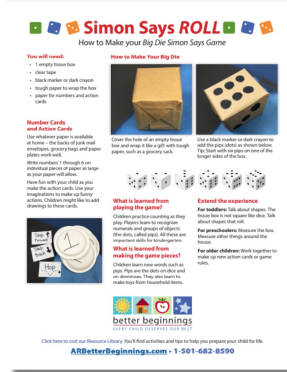 Simon Says ROLL
How to Make your Big Die Simon Says Game
You will need:
• 1 empty tissue box
• clear tape
• black marker or dark crayon
• tough paper to wrap the box
• paper for numbers and action
cards
Number Cards
and Action Cards
Use whatever paper is available
at home – the backs of junk mail
envelopes, grocery bags and paper
plates work well.
Write numbers 1 through 6 on
individual pieces of paper as large
as your paper will allow.
Have fun with your child as you
make the action cards. Use your
imaginations to make up funny
actions. Children might like to add
drawings to these cards.
Hop
1
How to Make Your Big Die
Cover the hole of an empty tissue
box and wrap it like a gift with tough
paper, such as a grocery sack.
Use a black marker or dark crayon to
add the pips (dots) as shown below.
Tip: Start with six pips on one of the
longer sides of the box.
What is learned from
playing the game?
Children practice counting as they
play. Players learn to recognize
numerals and groups of objects
(the dots, called pips). All these are
important skills for kindergarten.
What is learned from
making the game pieces?
Children learn new words such as
pips. Pips are the dots on dice and
on dominoes. They also learn to
make toys from household items.
Extend the experience
For toddlers: Talk about shapes. The
tissue box is not square like dice. Talk
about shapes that roll.
For preschoolers: Measure the box.
Measure other things around the
house.
For older children: Work together to
make up new action cards or game
rules.
better beginnings
EVERY CHILD DESERVES OUR BEST
Click here to visit our Resource Library. You'll find activities and tips to help you prepare your child for life.
ARBetterBeginnings.com • 1-501-682-8590